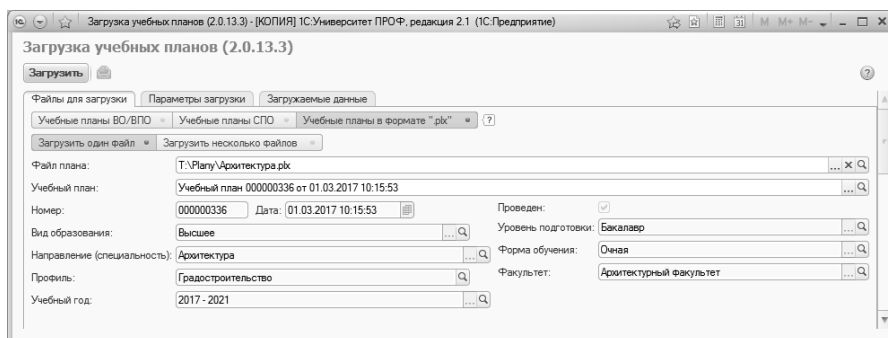 Загрузка учебных планов (2.0.13.3) - [КОПИЯ] 1С:Университет ПРОФ, редакция 2.1 (1С:Предприятие)
M M+ M-
Загрузка учебных планов (2.0.13.3)
Загрузить
Файлы для загрузки Параметры загрузки Загружаемые данные
Учебные планы ВО/ВПО Учебные планы СПО Учебные планы в формате ".plx" ?
Загрузить один файл Загрузить несколько файлов
Файл плана: T:\Plany\Архитектура.plx
Учебный план: Учебный план 000000336 от 01.03.2017 10:15:53
Номер: 000000336 Дата: 01.03.2017 10:15:53 Проведен:
Вид образования: Высшее Уровень подготовки: Бакалавр
Направление (специальность): Архитектура Форма обучения: Очная
Профиль: Градостроительство Факультет: Архитектурный факультет
Учебный год: 2017 - 2021